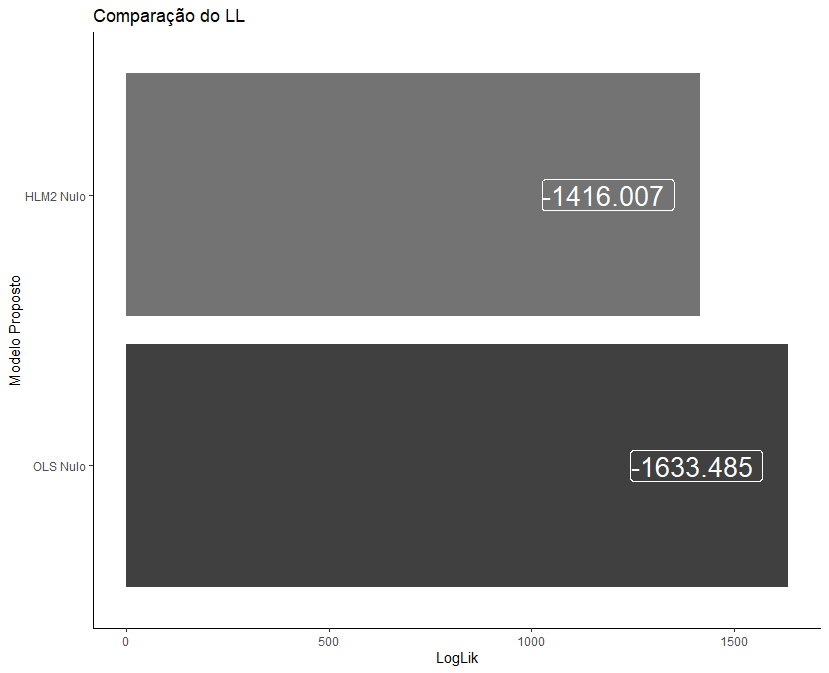 Comparação do LL
Modelo Proposto
HLM2 Nulo
-1416.007
OLS Nulo
-1633.485
0 500 1000 1500
LogLik